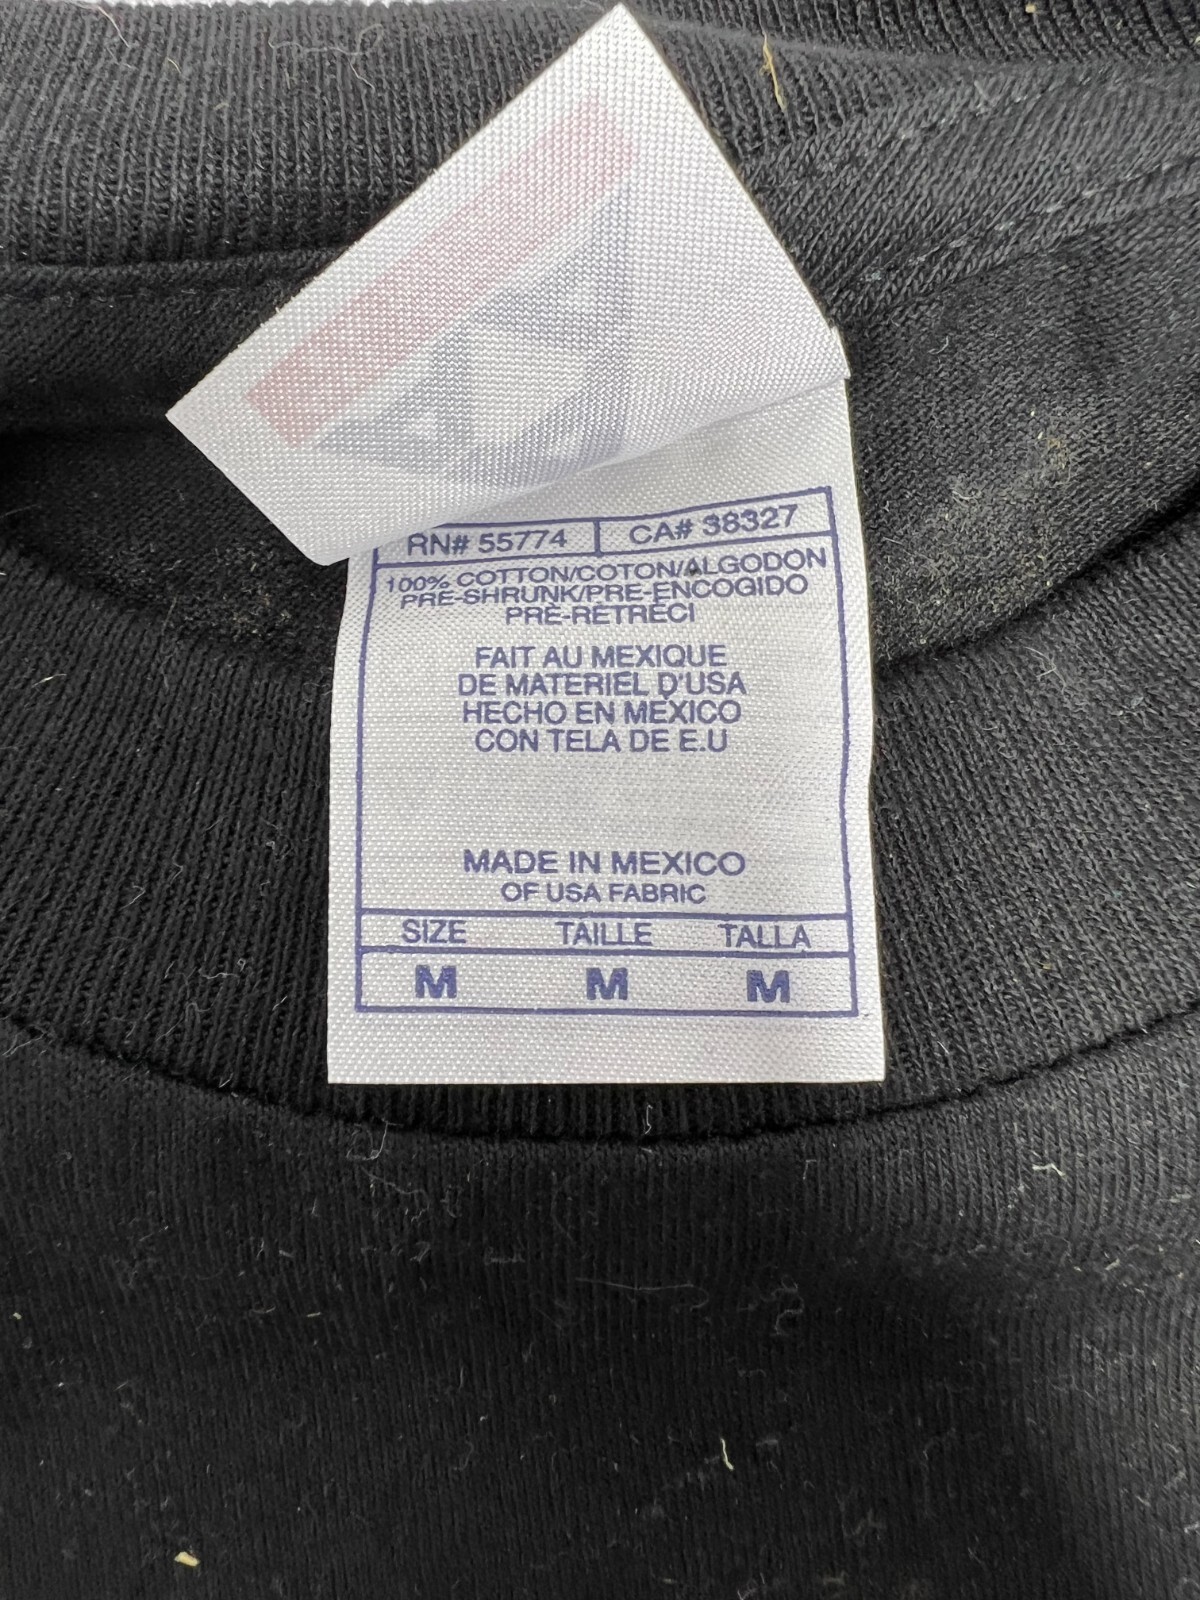 RN# 55774 CA# 38327
100% COTTON/COTON/ALGODON
PRE-SHRUNK/PRE-ENCOGIDO
PRÉ-RÉTRÉCI
FAIT AU MEXIQUE
DE MATERIEL D'USA
HECHO EN MÉXICO
CON TELA DE E.U
MADE IN MEXICO
OF USA FABRIC
SIZE TAILLE TALLA
M M M